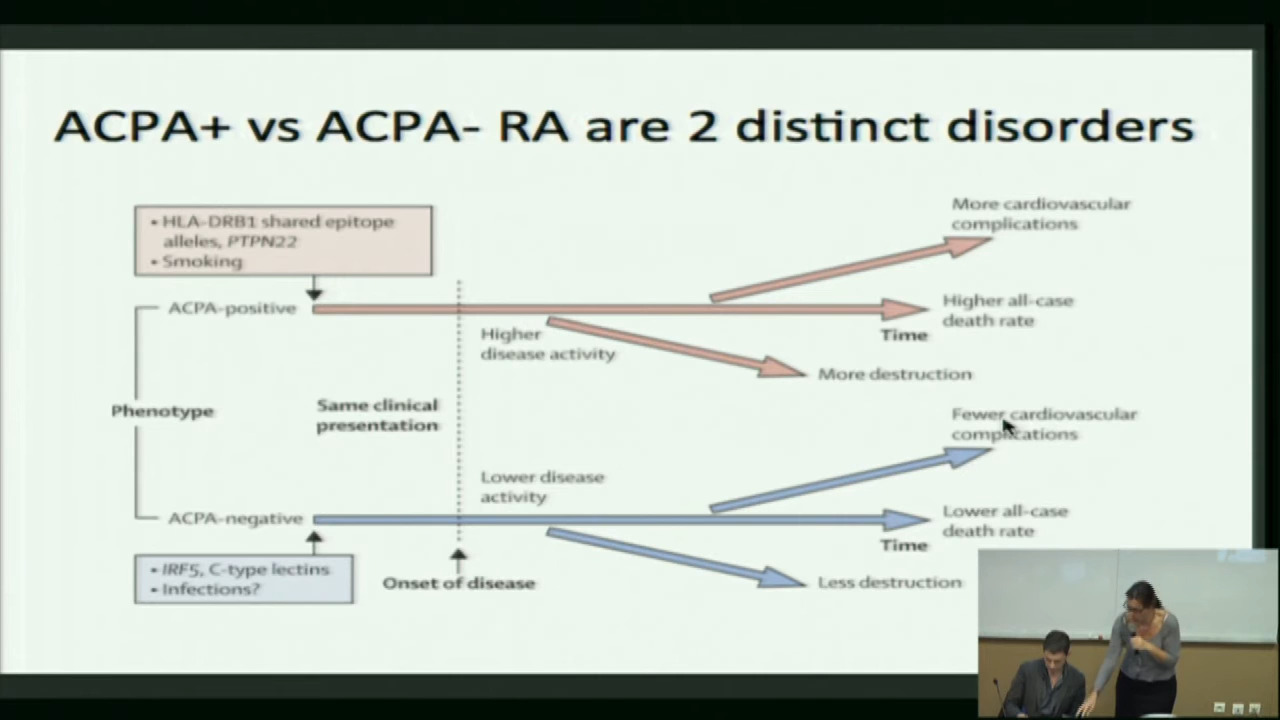 ACPA+ vs ACPA- RA are 2 distinct disorders
• HLA-DRB1 shared epitope
alleles, PTPN22
• Smoking
More cardiovascular
complications
ACPA-positive
Higher all-case
death rate
Time
Higher
disease activity
More destruction
Phenotype
Same clinical
presentation
Fewer cardiovascular
complications
Lower disease
activity
ACPA-negative
Lower all-case
death rate
Time
• IRF5, C-type lectins
• Infections?
Onset of disease
Less destruction